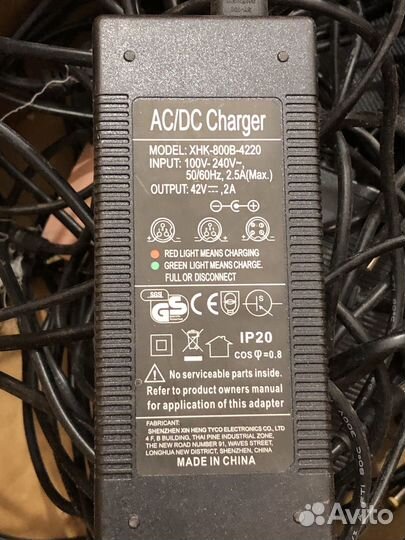 AC/DC Charger
MODEL: XHK-800B-4220
INPUT: 100V- 240V~,
50/60Hz, 2.5A(Max.)
OUTPUT: 42V⎓, 2A
RED LIGHT MEANS CHARGING
GREEN LIGHT MEANS CHARGE.
FULL OR DISCONNECT
SGS
GS CE S
IP20
COS φ=0.8
No serviceable parts inside.
Refer to product owners manual
for application of this adapter
FABRICANT:
SHENZHEN XIN HENG TYCO ELECTRONICS CO., LTD
4 F, B BUILDING, THAI PINE INDUSTRIAL ZONE,
THE NEW ROAD NUMBER 91, WAVES STREET,
LONGHUA NEW DISTRICT, SHENZHEN CITY
MADE IN CHINA
Avito